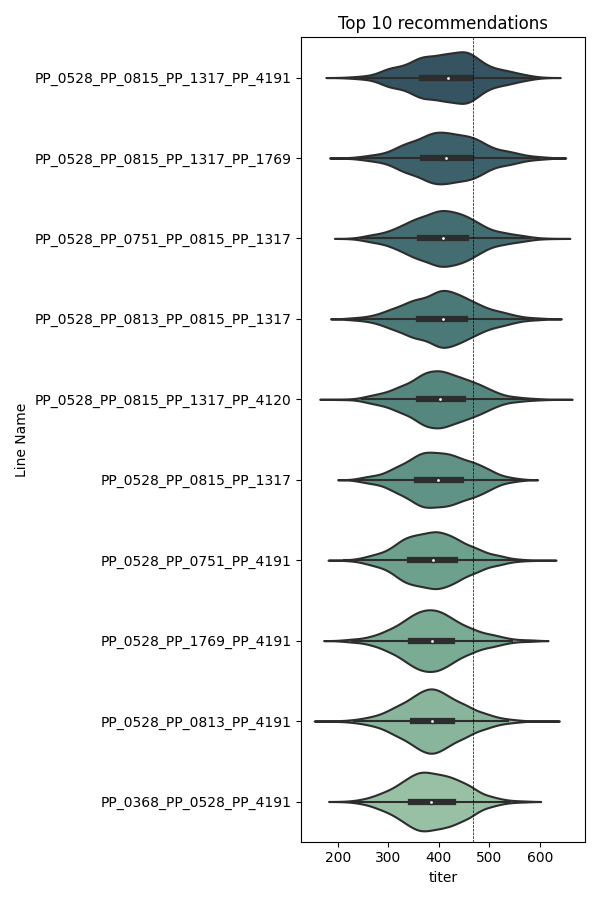 Top 10 recommendations
PP_0528_PP_0815_PP_1317_PP_4191
PP_0528_PP_0815_PP_1317_PP_1769
PP_0528_PP_0751_PP_0815_PP_1317
PP_0528_PP_0813_PP_0815_PP_1317
PP_0528_PP_0815_PP_1317_PP_4120
Line Name
PP_0528_PP_0815_PP_1317
PP_0528_PP_0751_PP_4191
PP_0528_PP_1769_PP_4191
PP_0528_PP_0813_PP_4191
PP_0368_PP_0528_PP_4191
200 300 400 500 600
titer